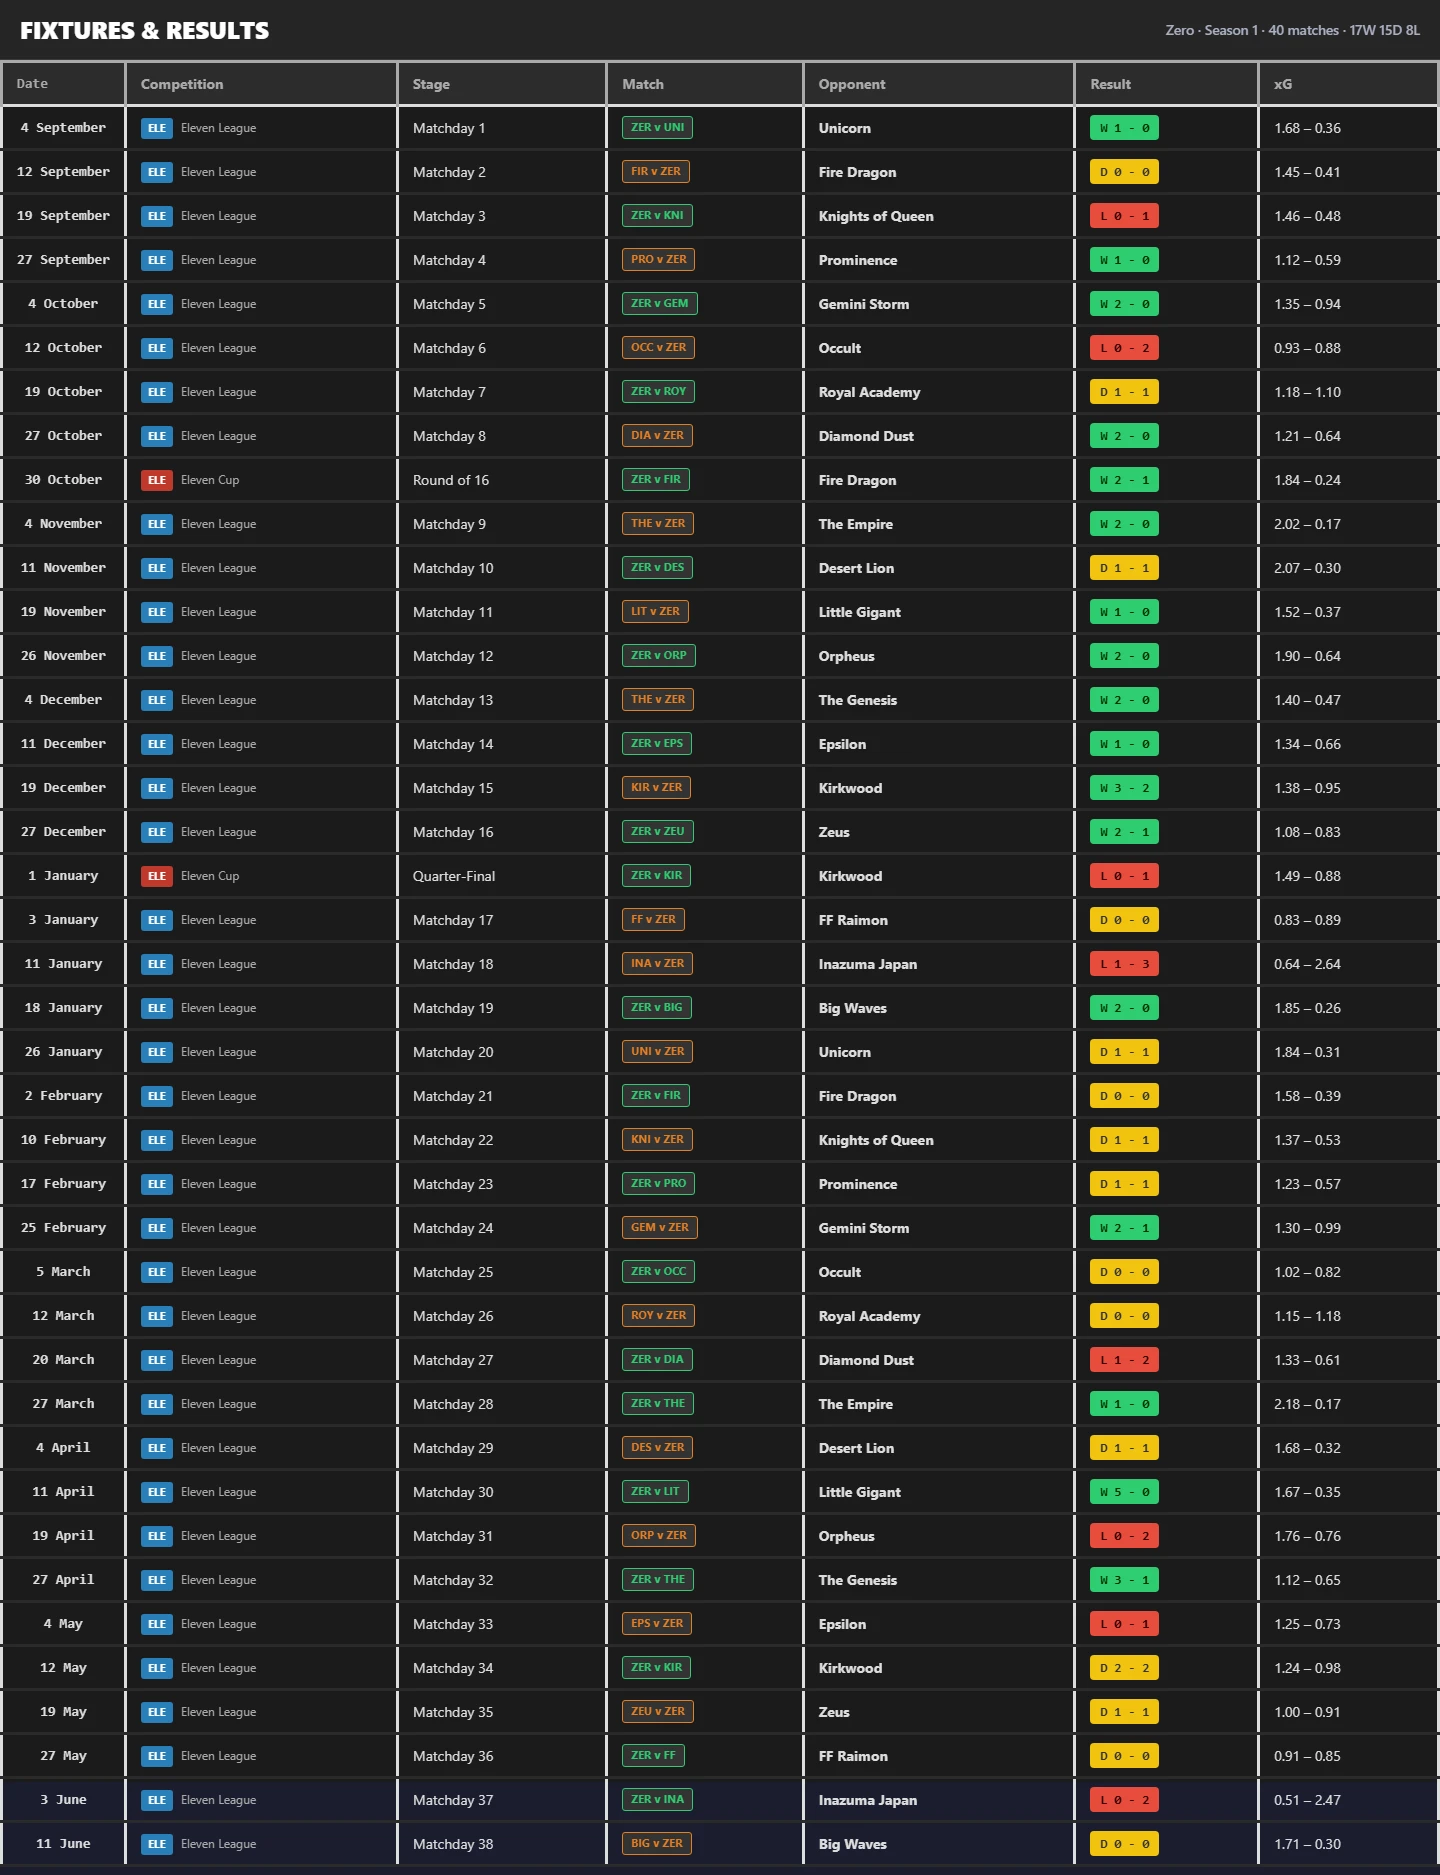 FIXTURES & RESULTS
Zero · Season 1 · 40 matches · 17W 15D 8L
Date Competition Stage Match Opponent Result xG
4 September ELE Eleven League Matchday 1 ZER v UNI Unicorn W 1 - 0 1.68 – 0.36
12 September ELE Eleven League Matchday 2 FIR v ZER Fire Dragon D 0 - 0 1.45 – 0.41
19 September ELE Eleven League Matchday 3 ZER v KNI Knights of Queen L 0 - 1 1.46 – 0.48
27 September ELE Eleven League Matchday 4 PRO v ZER Prominence W 1 - 0 1.12 – 0.59
4 October ELE Eleven League Matchday 5 ZER v GEM Gemini Storm W 2 - 0 1.35 – 0.94
12 October ELE Eleven League Matchday 6 OCC v ZER Occult L 0 - 2 0.93 – 0.88
19 October ELE Eleven League Matchday 7 ZER v ROY Royal Academy D 1 - 1 1.18 – 1.10
27 October ELE Eleven League Matchday 8 DIA v ZER Diamond Dust W 2 - 0 1.21 – 0.64
30 October ELE Eleven Cup Round of 16 ZER v FIR Fire Dragon W 2 - 1 1.84 – 0.24
4 November ELE Eleven League Matchday 9 THE v ZER The Empire W 2 - 0 2.02 – 0.17
11 November ELE Eleven League Matchday 10 ZER v DES Desert Lion D 1 - 1 2.07 – 0.30
19 November ELE Eleven League Matchday 11 LIT v ZER Little Gigant W 1 - 0 1.52 – 0.37
26 November ELE Eleven League Matchday 12 ZER v ORP Orpheus W 2 - 0 1.90 – 0.64
4 December ELE Eleven League Matchday 13 THE v ZER The Genesis W 2 - 0 1.40 – 0.47
11 December ELE Eleven League Matchday 14 ZER v EPS Epsilon W 1 - 0 1.34 – 0.66
19 December ELE Eleven League Matchday 15 KIR v ZER Kirkwood W 3 - 2 1.38 – 0.95
27 December ELE Eleven League Matchday 16 ZER v ZEU Zeus W 2 - 1 1.08 – 0.83
1 January ELE Eleven Cup Quarter-Final ZER v KIR Kirkwood L 0 - 1 1.49 – 0.88
3 January ELE Eleven League Matchday 17 FF v ZER FF Raimon D 0 - 0 0.83 – 0.89
11 January ELE Eleven League Matchday 18 INA v ZER Inazuma Japan L 1 - 3 0.64 – 2.64
18 January ELE Eleven League Matchday 19 ZER v BIG Big Waves W 2 - 0 1.85 – 0.26
26 January ELE Eleven League Matchday 20 UNI v ZER Unicorn D 1 - 1 1.84 – 0.31
2 February ELE Eleven League Matchday 21 ZER v FIR Fire Dragon D 0 - 0 1.58 – 0.39
10 February ELE Eleven League Matchday 22 KNI v ZER Knights of Queen D 1 - 1 1.37 – 0.53
17 February ELE Eleven League Matchday 23 ZER v PRO Prominence D 1 - 1 1.23 – 0.57
25 February ELE Eleven League Matchday 24 GEM v ZER Gemini Storm W 2 - 1 1.30 – 0.99
5 March ELE Eleven League Matchday 25 ZER v OCC Occult D 0 - 0 1.02 – 0.82
12 March ELE Eleven League Matchday 26 ROY v ZER Royal Academy D 0 - 0 1.15 – 1.18
20 March ELE Eleven League Matchday 27 ZER v DIA Diamond Dust L 1 - 2 1.33 – 0.61
27 March ELE Eleven League Matchday 28 ZER v THE The Empire W 1 - 0 2.18 – 0.17
4 April ELE Eleven League Matchday 29 DES v ZER Desert Lion D 1 - 1 1.68 – 0.32
11 April ELE Eleven League Matchday 30 ZER v LIT Little Gigant W 5 - 0 1.67 – 0.35
19 April ELE Eleven League Matchday 31 ORP v ZER Orpheus L 0 - 2 1.76 – 0.76
27 April ELE Eleven League Matchday 32 ZER v THE The Genesis W 3 - 1 1.12 – 0.65
4 May ELE Eleven League Matchday 33 EPS v ZER Epsilon L 0 - 1 1.25 – 0.73
12 May ELE Eleven League Matchday 34 ZER v KIR Kirkwood D 2 - 2 1.24 – 0.98
19 May ELE Eleven League Matchday 35 ZEU v ZER Zeus D 1 - 1 1.00 – 0.91
27 May ELE Eleven League Matchday 36 ZER v FF FF Raimon D 0 - 0 0.91 – 0.85
3 June ELE Eleven League Matchday 37 ZER v INA Inazuma Japan L 0 - 2 0.51 – 2.47
11 June ELE Eleven League Matchday 38 BIG v ZER Big Waves D 0 - 0 1.71 – 0.30